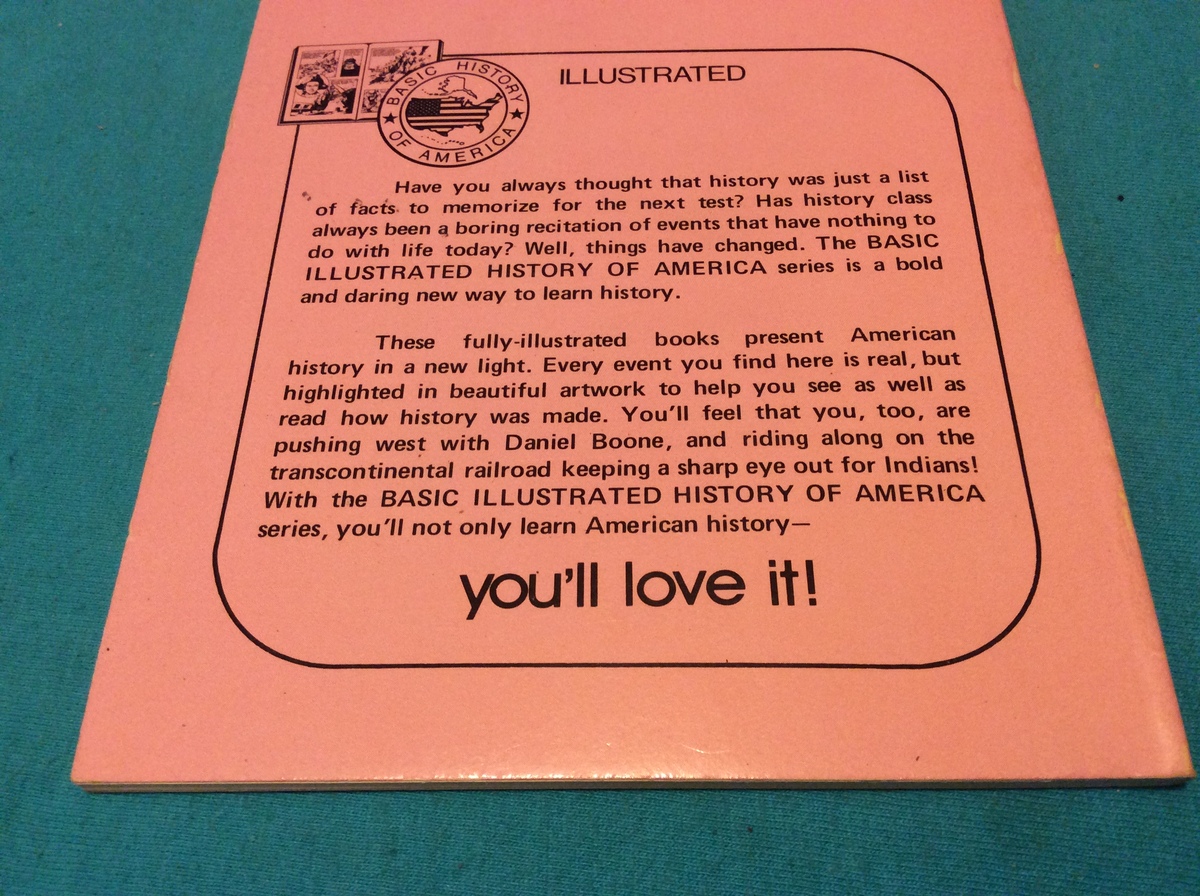 BASIC HISTORY
OF AMERICA
ILLUSTRATED
Have you always thought that history was just a list
of facts to memorize for the next test? Has history class
always been a boring recitation of events that have nothing to
do with life today? Well, things have changed. The BASIC
ILLUSTRATED HISTORY OF AMERICA series is a bold
and daring new way to learn history.
These fully-illustrated books present American
history in a new light. Every event you find here is real, but
highlighted in beautiful artwork to help you see as well as
read how history was made. You'll feel that you, too, are
pushing west with Daniel Boone, and riding along on the
transcontinental railroad keeping a sharp eye out for Indians!
With the BASIC ILLUSTRATED HISTORY OF AMERICA
series, you'll not only learn American history—
you'll love it!